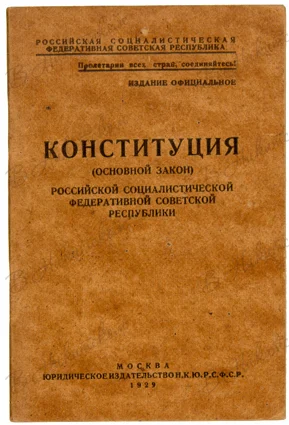 РОССИЙСКАЯ СОЦИАЛИСТИЧЕСКАЯ
ФЕДЕРАТИВНАЯ СОВЕТСКАЯ РЕСПУБЛИКА
Пролетарии всех стран, соединяйтесь!
ИЗДАНИЕ ОФИЦИАЛЬНОЕ
КОНСТИТУЦИЯ
(ОСНОВНОЙ ЗАКОН)
РОССИЙСКОЙ СОЦИАЛИСТИЧЕСКОЙ
ФЕДЕРАТИВНОЙ СОВЕТСКОЙ
РЕСПУБЛИКИ
МОСКВА
ЮРИДИЧЕСКОЕ ИЗДАТЕЛЬСТВО Н.К.Ю.Р.С.Ф.С.Р.
1929